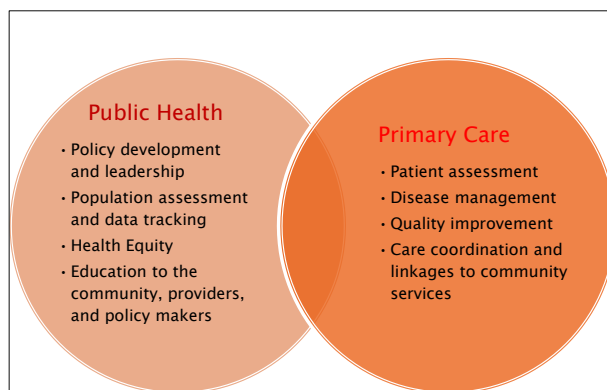 Public Health
· Policy development
and leadership
· Population assessment
and data tracking
· Health Equity
· Education to the
community, providers,
and policy makers
Primary Care
· Patient assessment
· Disease management
· Quality improvement
· Care coordination and
linkages to community
services